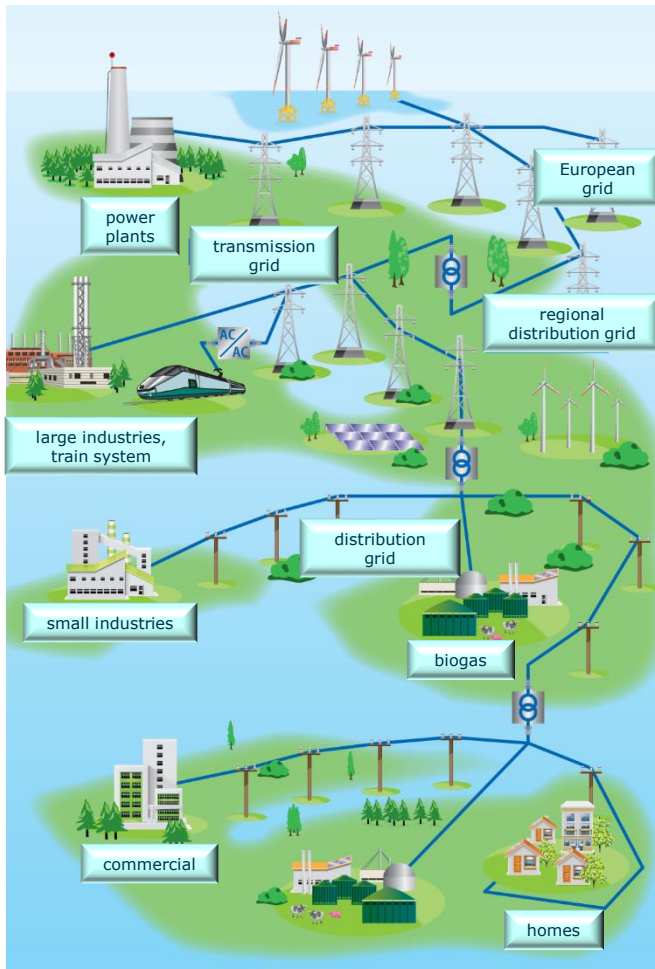 European
grid
power
plants
transmission
grid
regional
distribution grid
AC
AC
large industries,
train system
distribution
grid
small industries
biogas
commercial
homes